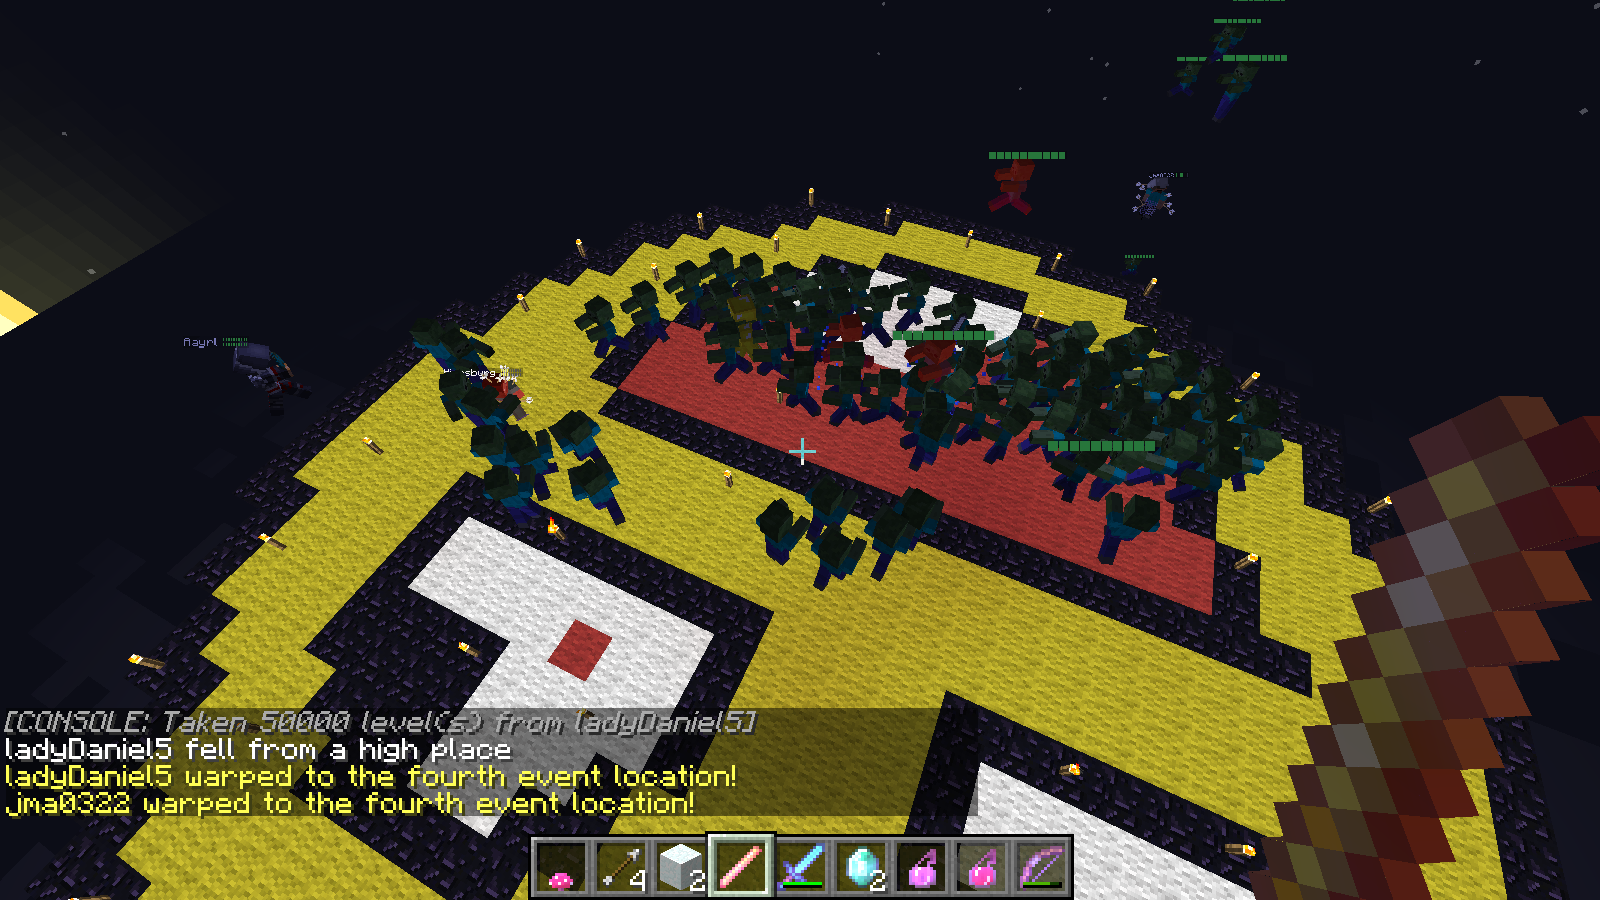 Aayrl
[CONSOLE: Taken 50000 level(s) from ladyDaniel5]
ladyDaniel5 fell from a high place
ladyDaniel5 warped to the fourth event location!
jma0322 warped to the fourth event location!
4
2
2